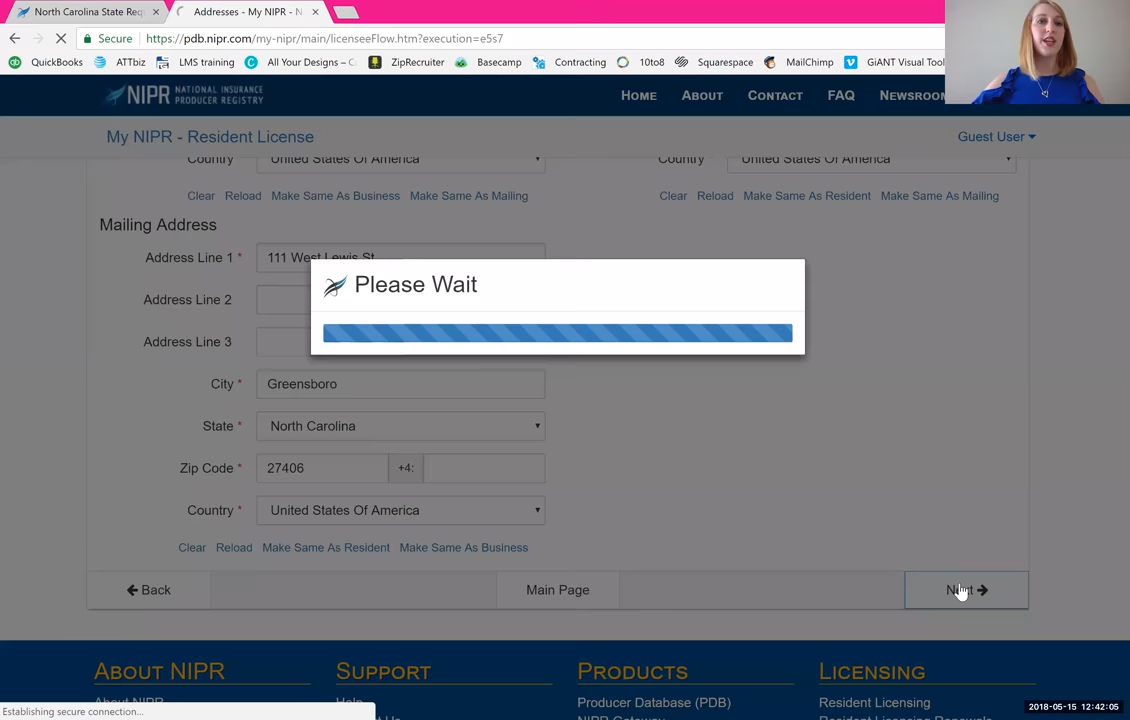 North Carolina State Req
Addresses - My NIPR - N
Secure
https://pdb.nipr.com/my-nipr/main/licenseeFlow.htm?execution=e5s7
QuickBooks
ATTbiz
LMS training
All Your Designs – C
ZipRecruiter
Basecamp
Contracting
10to8
Squarespace
MailChimp
GiANT Visual Tool
NIPR NATIONAL INSURANCE PRODUCER REGISTRY
HOME
ABOUT
CONTACT
FAQ
NEWSROOM
My NIPR - Resident License
Guest User
Country United States Of America
Country United States Of America
Clear Reload Make Same As Business Make Same As Mailing
Clear Reload Make Same As Resident Make Same As Mailing
Mailing Address
Address Line 1 * 111 West Lewis St
Please Wait
Address Line 2
Address Line 3
City * Greensboro
State * North Carolina
Zip Code * 27406 +4:
Country * United States Of America
Clear Reload Make Same As Resident Make Same As Business
Back
Main Page
Next
ABOUT NIPR
SUPPORT
PRODUCTS
LICENSING
About NIPR
Help
Producer Database (PDB)
Resident Licensing
NIPR Gateway
Resident Licensing Renewals
Establishing secure connection...
2018-05-15 12:42:05